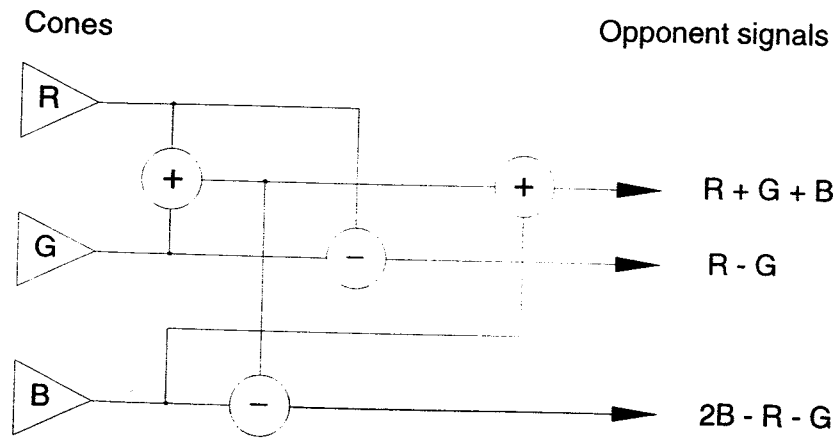 Cones
Opponent signals
R
+
+
R + G + B
G
−
R - G
B
−
2B - R - G